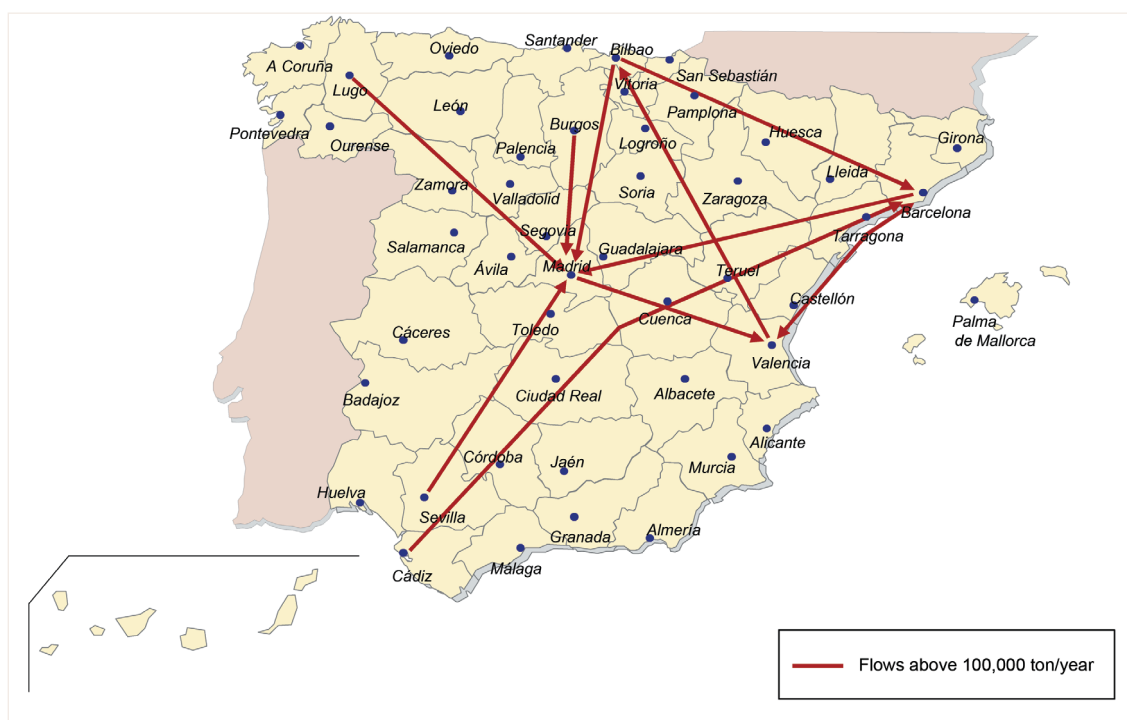 Santander
Oviedo
Bilbao
A Coruña
San Sebastián
Lugo
Vitoria
León
Pamplona
Burgos
Pontevedra
Huesca
Girona
Ourense
Logroño
Palencia
Lleida
Zamora
Valladolid
Soria
Zaragoza
Barcelona
Segovia
Tarragona
Salamanca
Guadalajara
Ávila
Madrid
Teruel
Castellón
Cuenca
Palma
de Mallorca
Toledo
Cáceres
Valencia
Ciudad Real
Albacete
Badajoz
Alicante
Córdoba
Jaén
Murcia
Huelva
Sevilla
Granada
Almería
Málaga
Cádiz
Flows above 100,000 ton/year